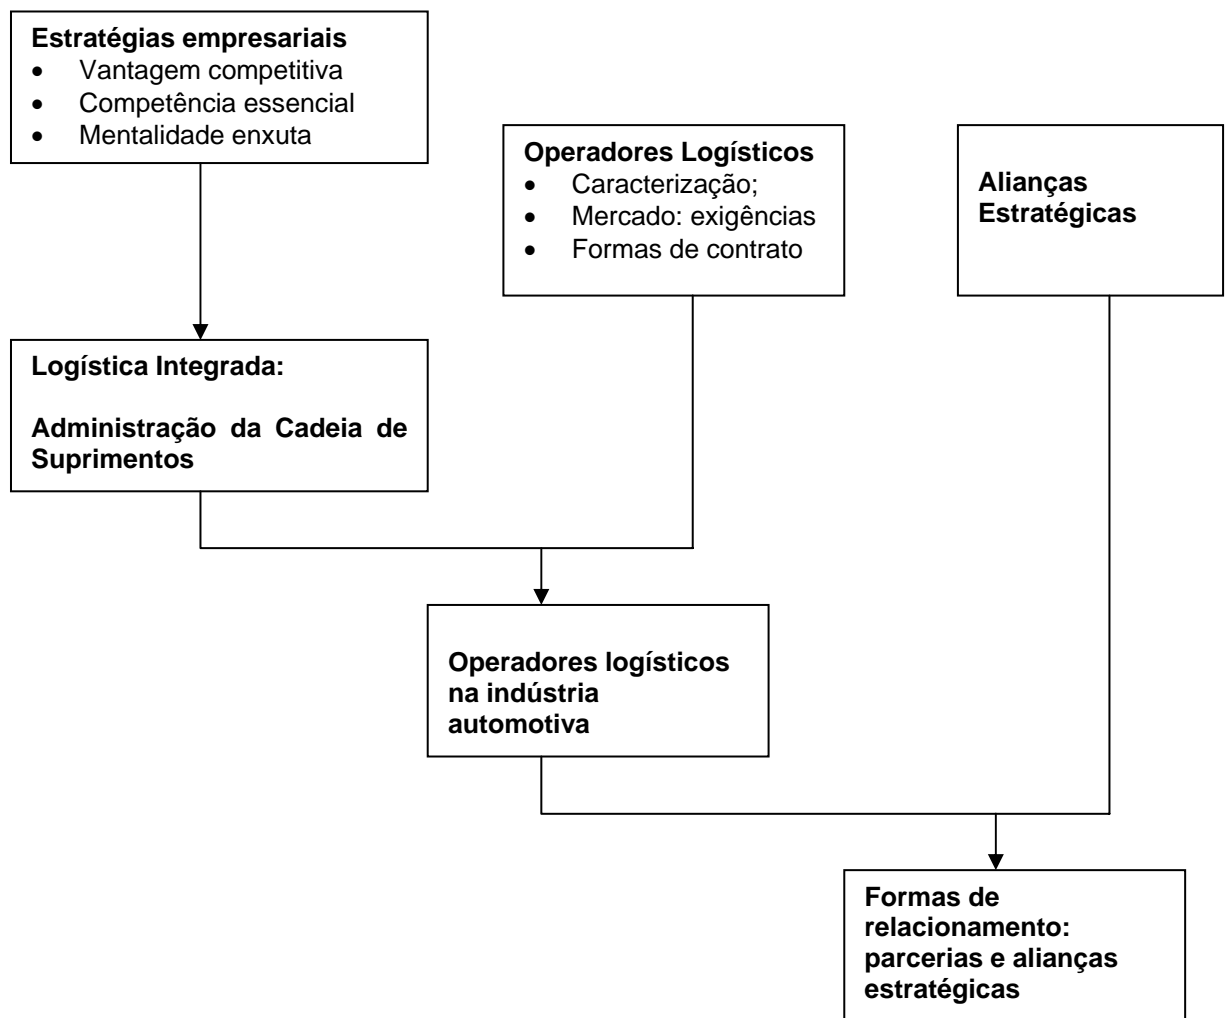 Estratégias empresariais
• Vantagem competitiva
• Competência essencial
• Mentalidade enxuta
Operadores Logísticos
• Caracterização;
• Mercado: exigências
• Formas de contrato
Alianças
Estratégicas
Logística Integrada:
Administração da Cadeia de
Suprimentos
Operadores logísticos
na indústria
automotiva
Formas de
relacionamento:
parcerias e alianças
estratégicas